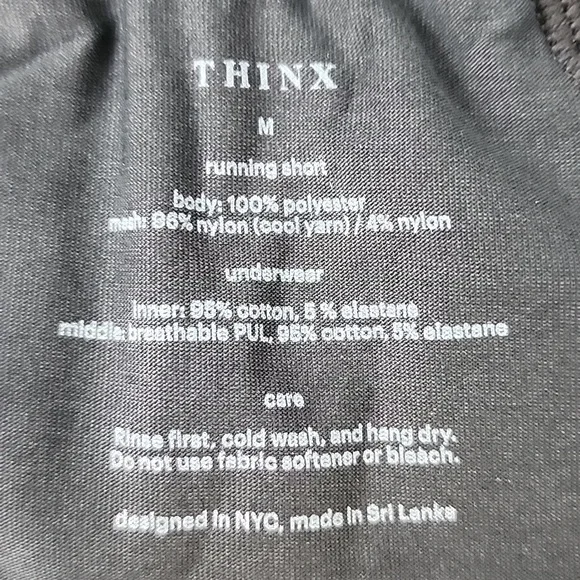 THINX
M
running short
body: 100% polyester
mesh: 96% nylon (cool yarn) / 4% nylon
underwear
inner: 95% cotton, 5 % elastane
middle: breathable PUL, 95% cotton, 5% elastane
care
Rinse first, cold wash, and hang dry.
Do not use fabric softener or bleach.
designed in NYC, made in Sri Lanka